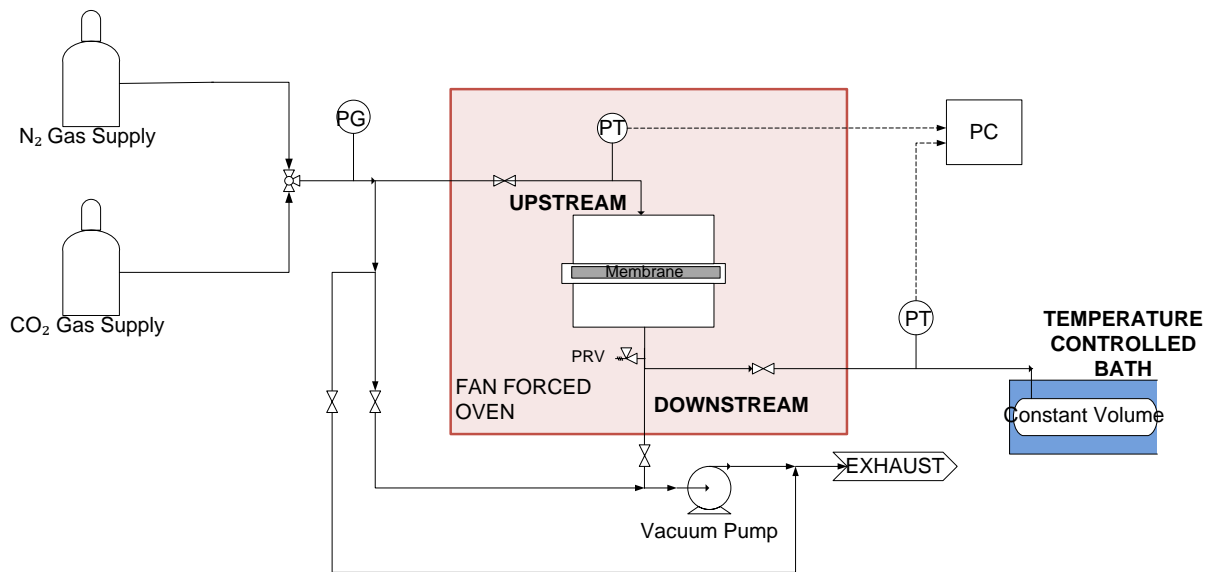 N₂ Gas Supply
CO₂ Gas Supply
PG
PT
PC
UPSTREAM
Membrane
PRV
FAN FORCED
OVEN
DOWNSTREAM
PT
TEMPERATURE
CONTROLLED
BATH
Constant Volume
EXHAUST
Vacuum Pump